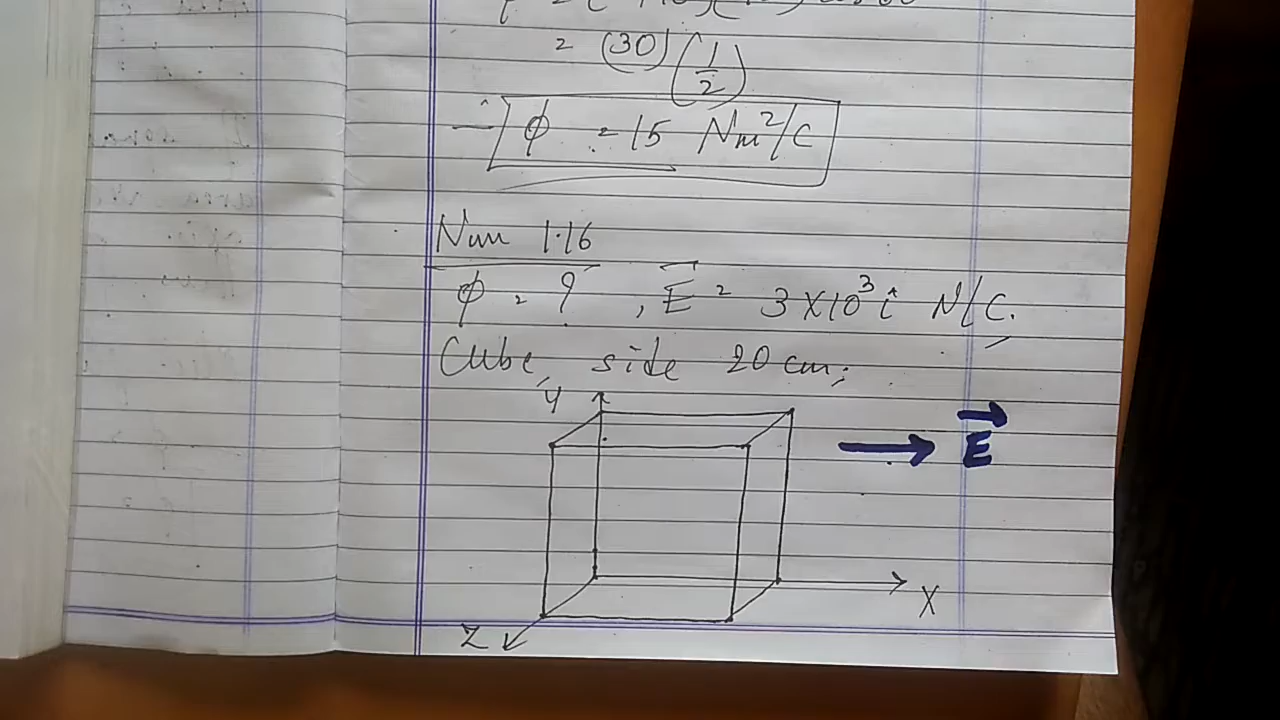 = (30) (1/2)
ϕ = 15 Nm²/C
Num 1.16
ϕ = ? , E⃗ = 3 × 10³ î N/C.
Cube, side 20 cm;
Y
E⃗
X
Z